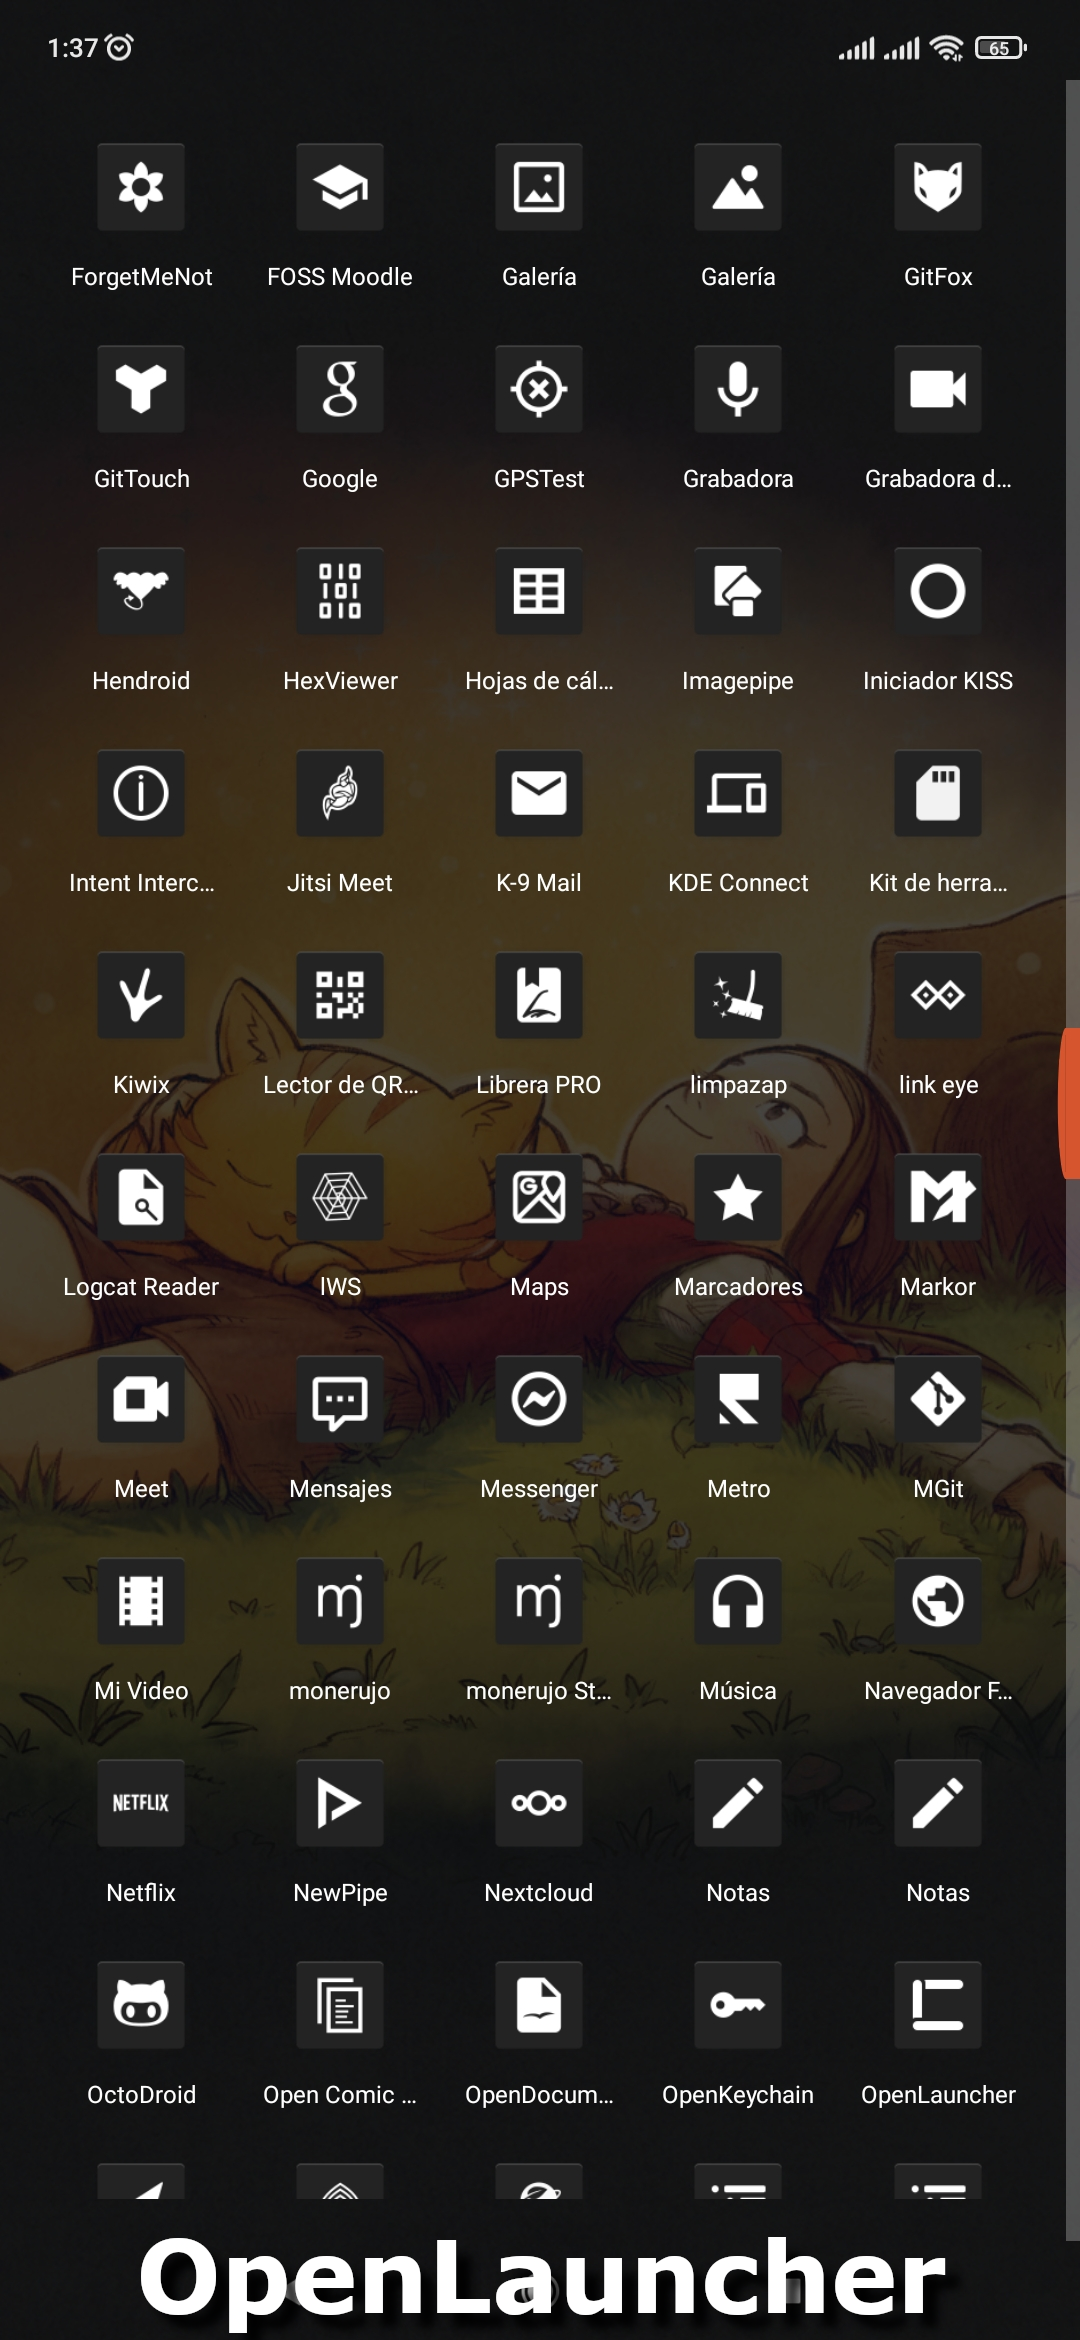 1:37 65
ForgetMeNot FOSS Moodle Galería Galería GitFox
GitTouch Google GPSTest Grabadora Grabadora d...
Hendroid HexViewer Hojas de cál... Imagepipe Iniciador KISS
Intent Interc... Jitsi Meet K-9 Mail KDE Connect Kit de herra...
Kiwix Lector de QR... Librera PRO limpazap link eye
Logcat Reader lWS Maps Marcadores Markor
Meet Mensajes Messenger Metro MGit
mj mj
Mi Video monerujo monerujo St... Música Navegador F...
NETFLIX
Netflix NewPipe Nextcloud Notas Notas
OctoDroid Open Comic ... OpenDocum... OpenKeychain OpenLauncher
OpenLauncher